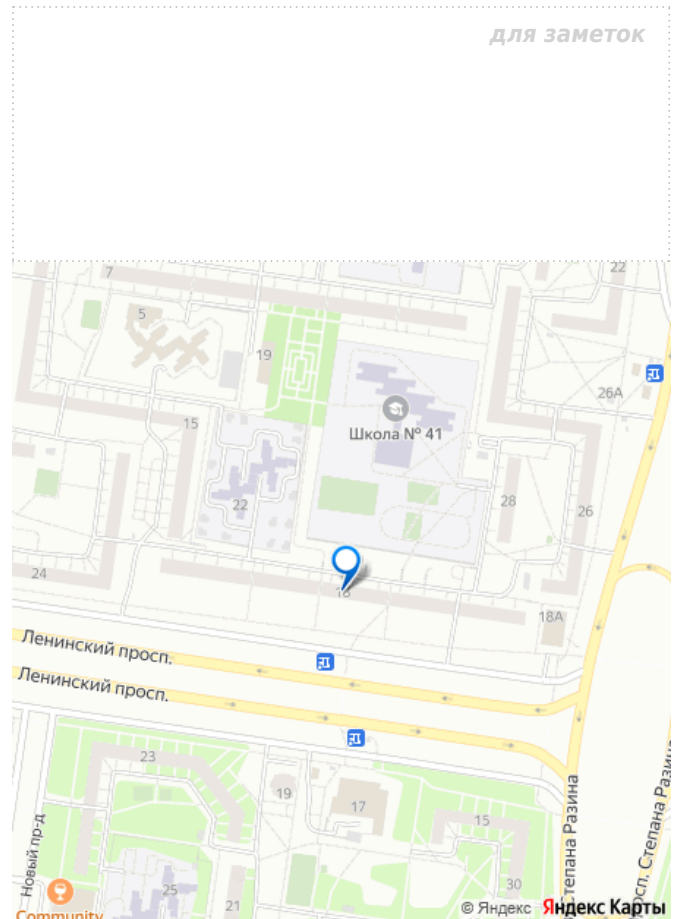 для заметок
7
22
5
19
26А
15
Школа № 41
22
28
26
24
18
18А
Ленинский просп.
Ленинский просп.
23
19
17
15
Степана Разина
просп. Степана Разина
Новый пр-д
25
21
30
Community
© Яндекс Яндекс Карты